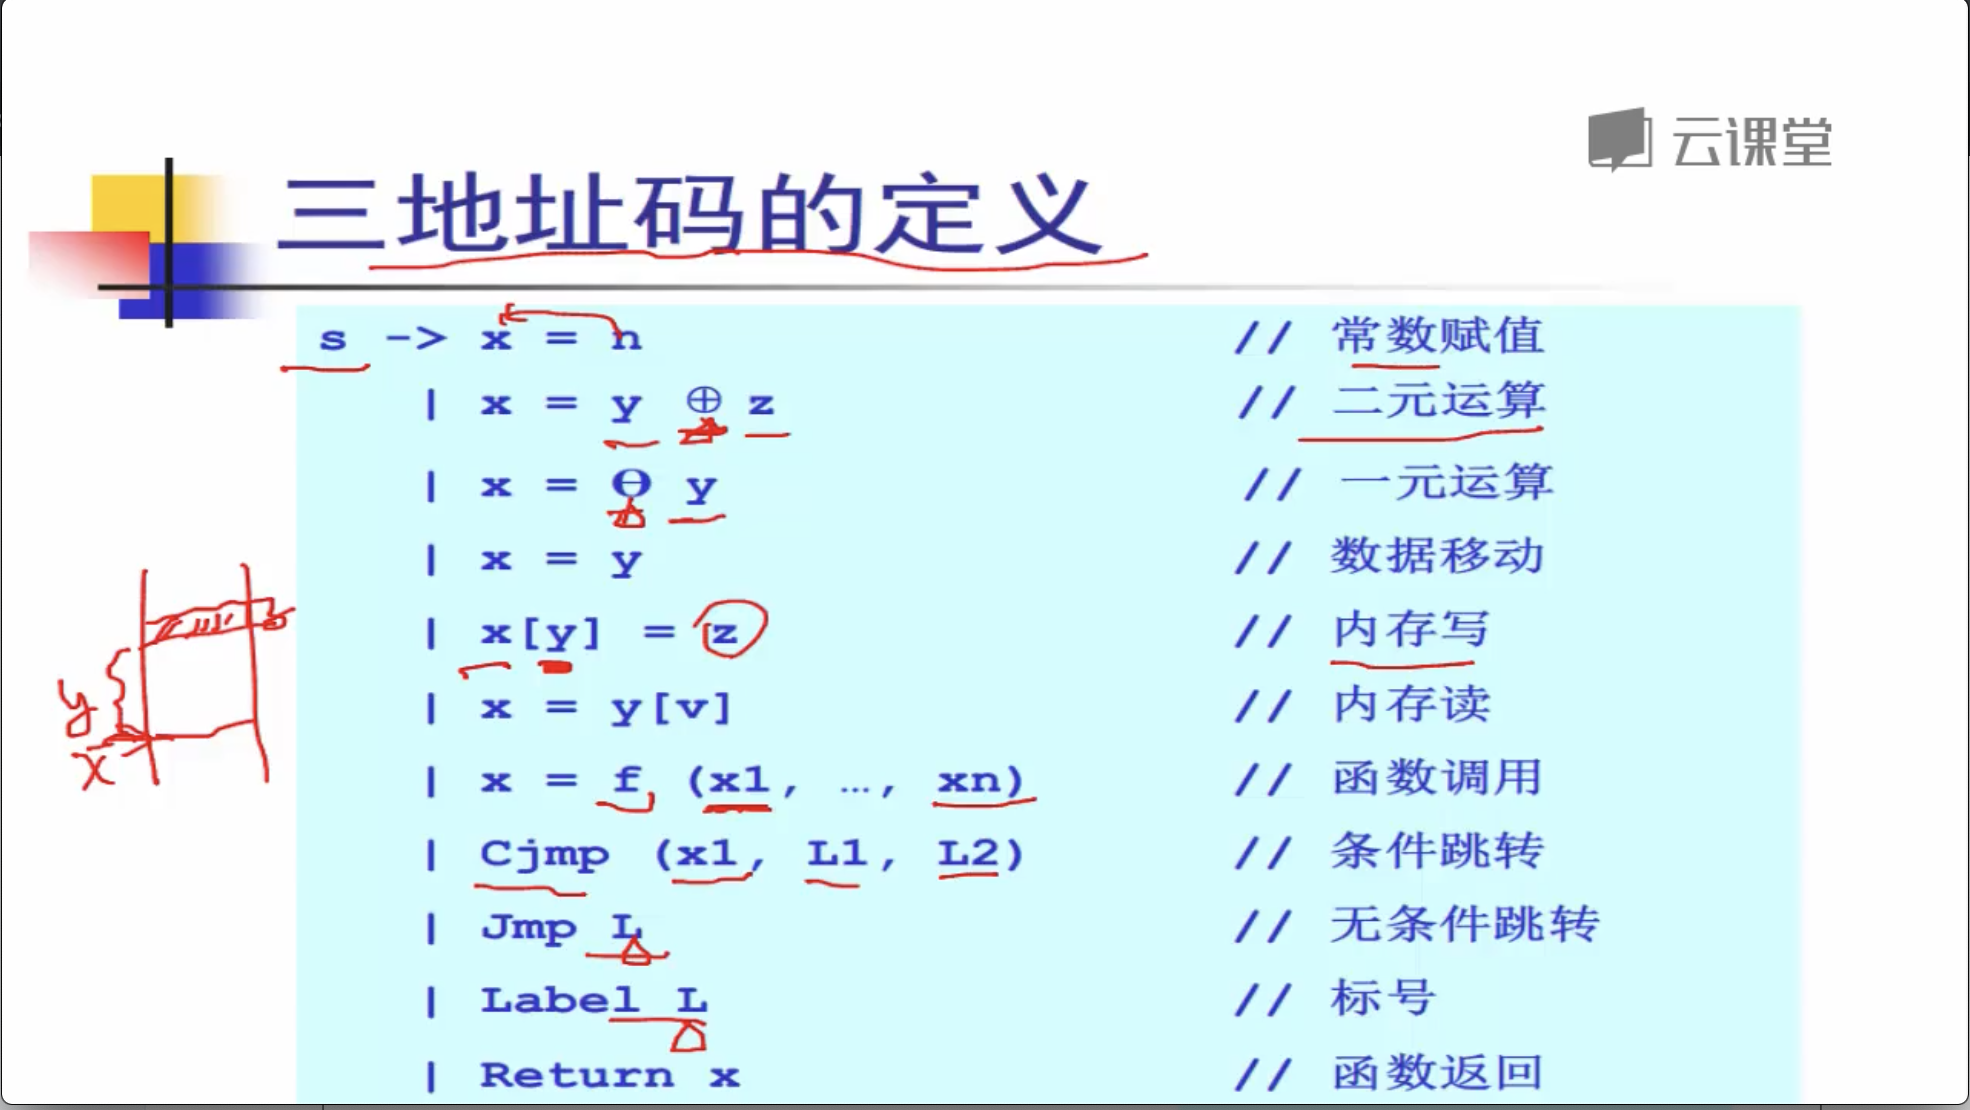 云课堂
三地址码的定义
s -> x = n // 常数赋值
| x = y ⊕ z // 二元运算
| x = Θ y // 一元运算
| x = y // 数据移动
| x[y] = z // 内存写
| x = y[v] // 内存读
| x = f (x1, …, xn) // 函数调用
| Cjmp (x1, L1, L2) // 条件跳转
| Jmp L // 无条件跳转
| Label L // 标号
| Return x // 函数返回
y
x